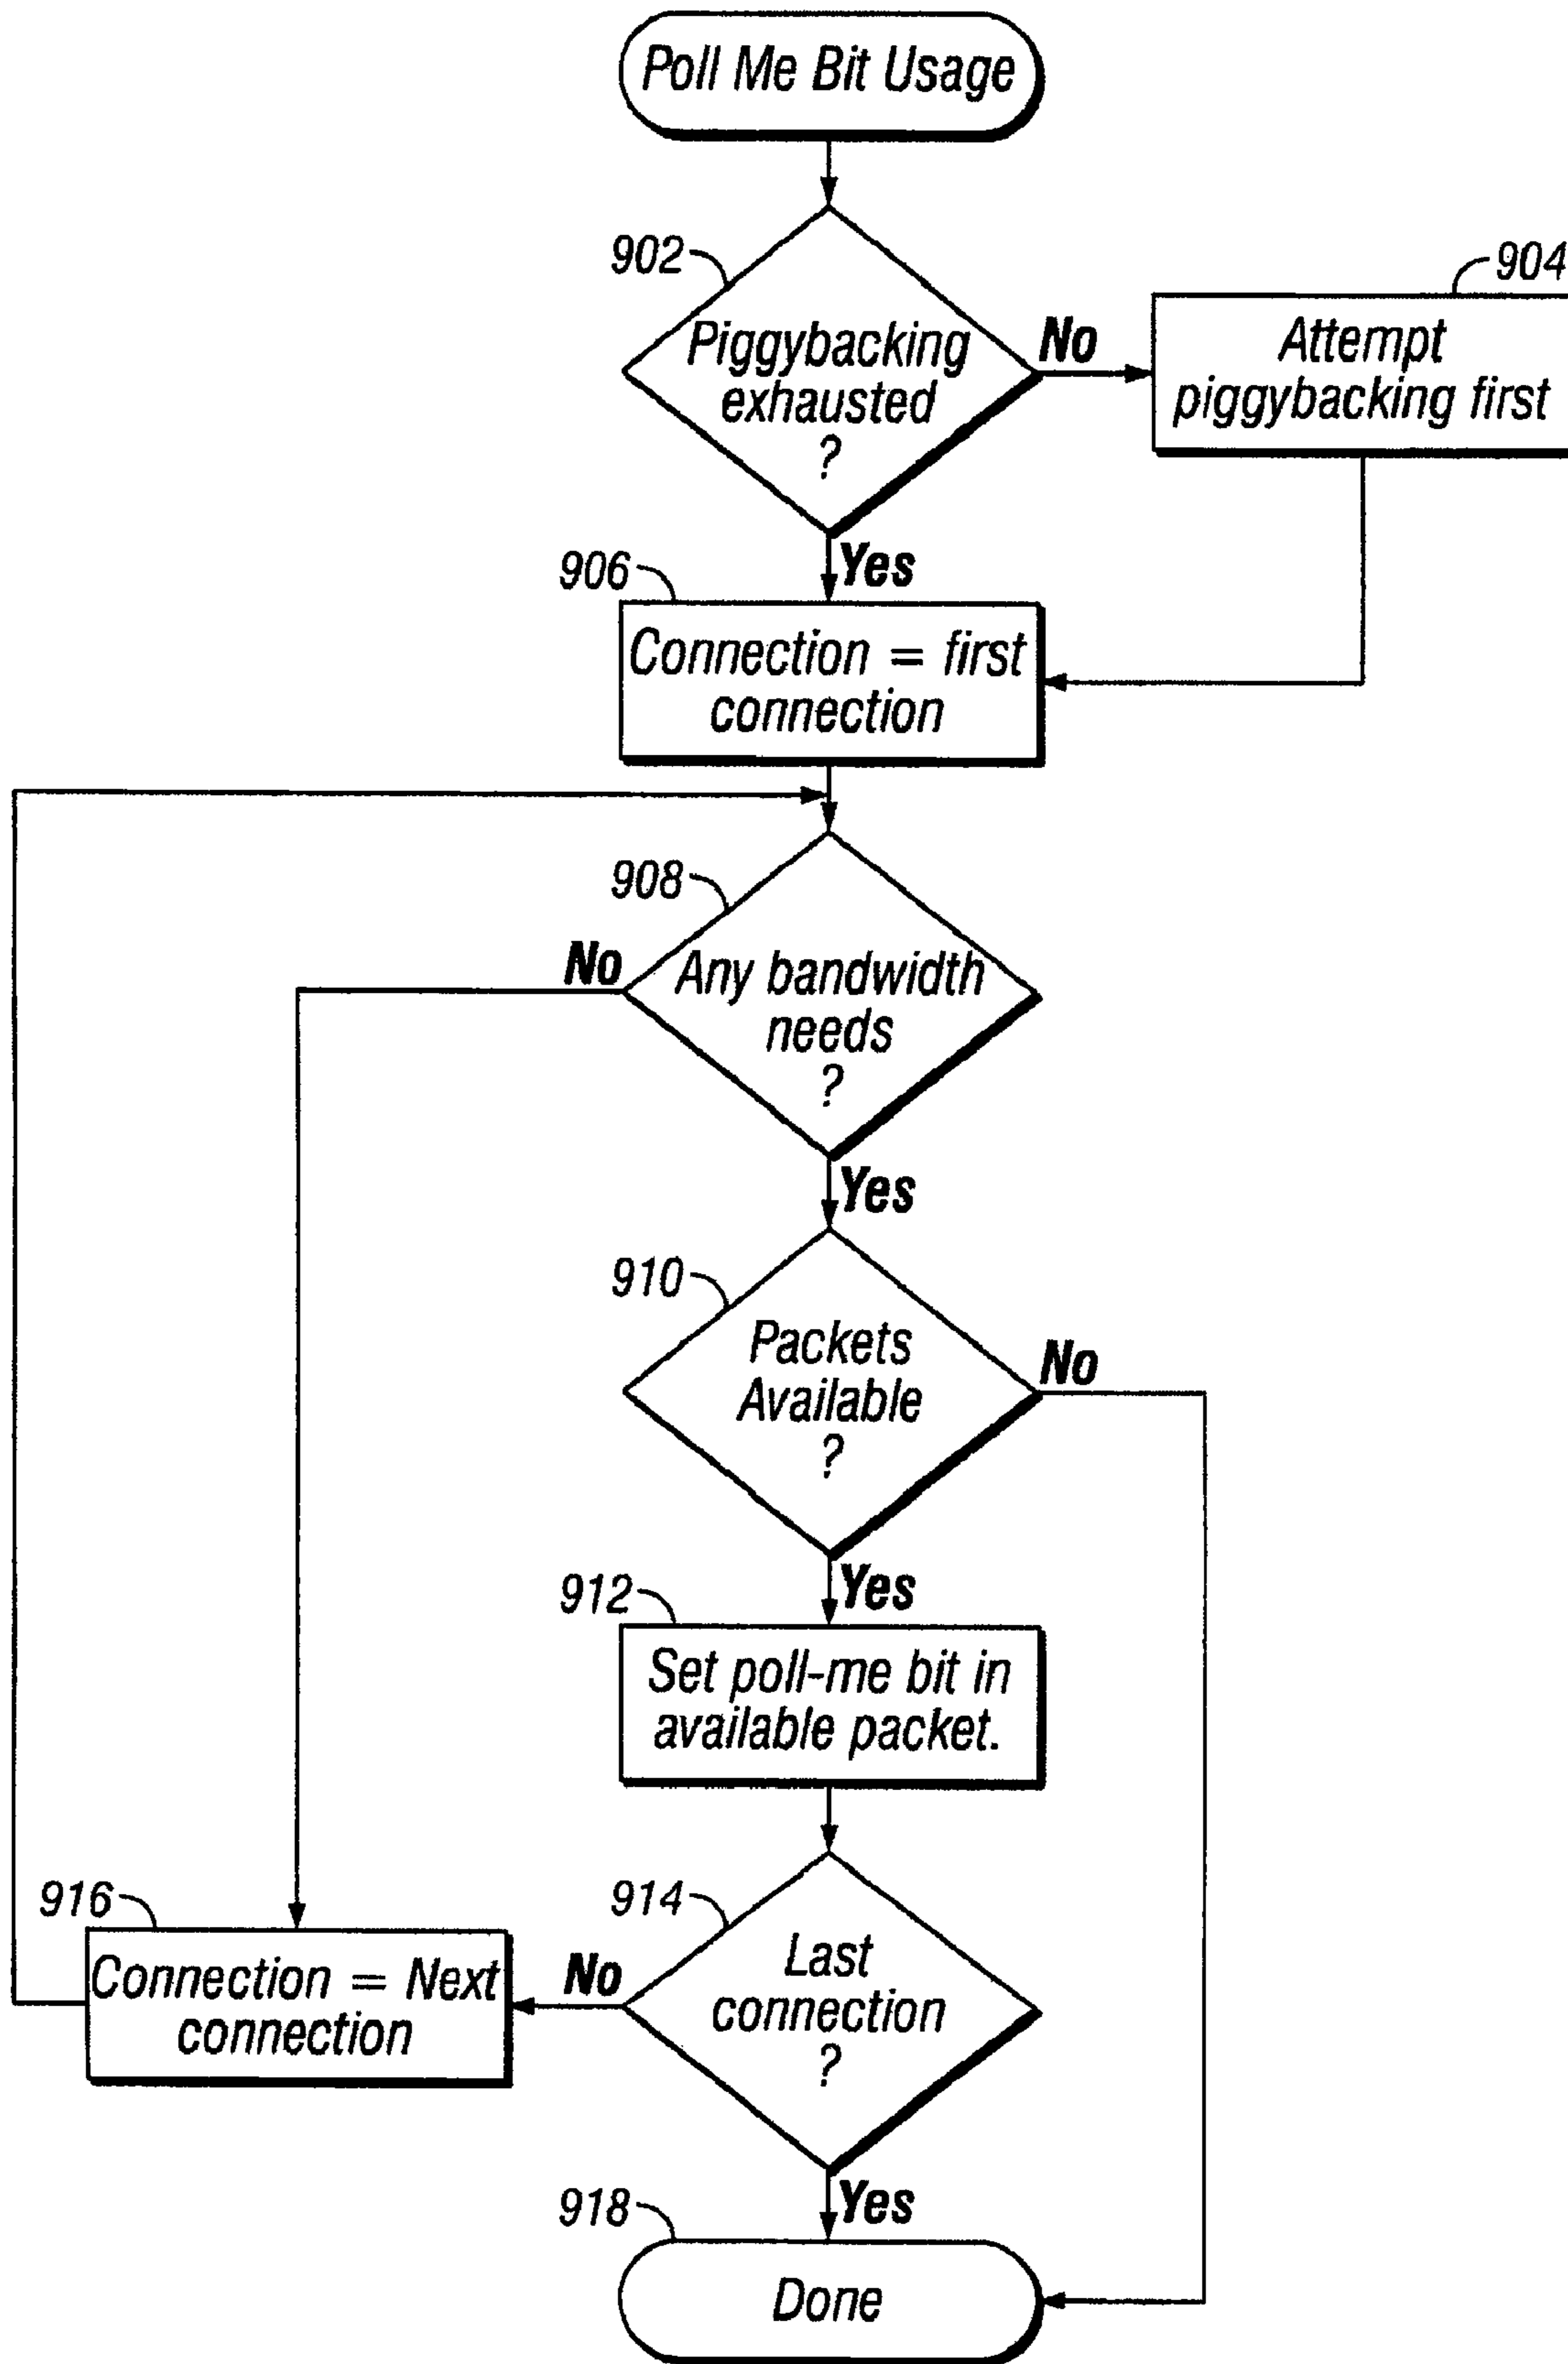 Poll Me Bit Usage
902
904
Piggybacking
exhausted
?
No
Attempt
piggybacking first
Yes
906
Connection = first
connection
908
No
Any bandwidth
needs
?
Yes
910
Packets
Available
?
No
Yes
912
Set poll-me bit in
available packet.
916
914
Connection = Next
connection
No
Last
connection
?
Yes
918
Done